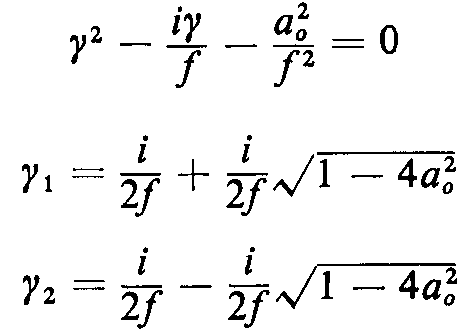 γ² − iγ/f − a_o²/f² = 0
γ₁ = i/2f + i/2f √(1 − 4a_o²)
γ₂ = i/2f − i/2f √(1 − 4a_o²)